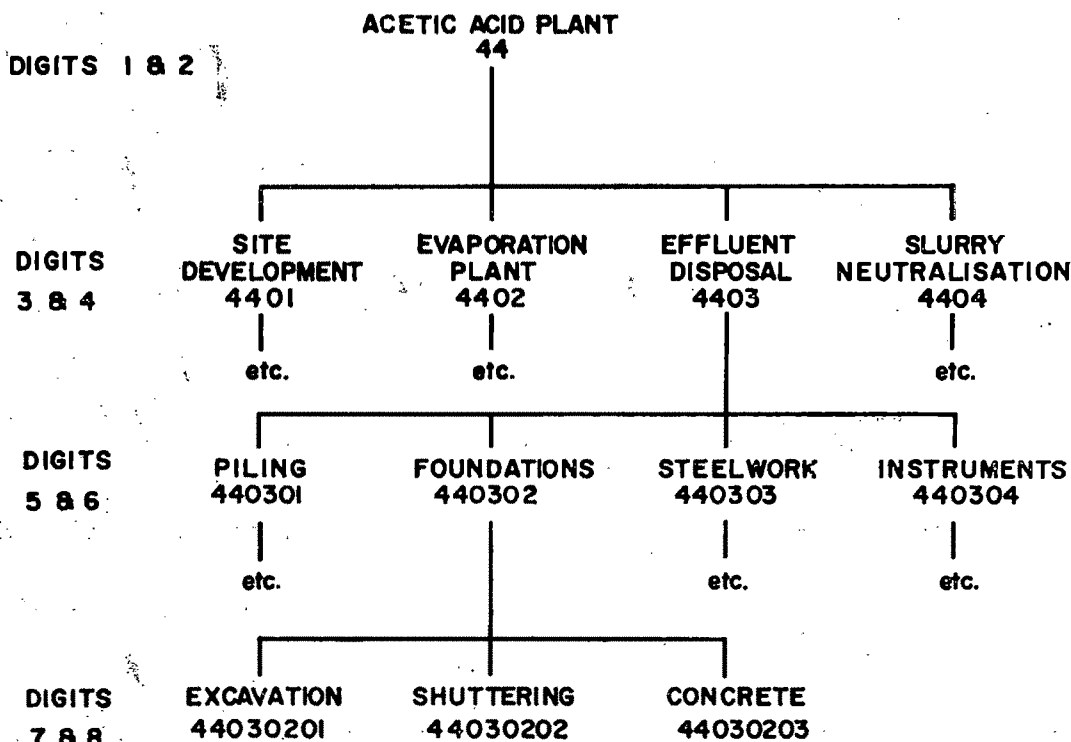 ACETIC ACID PLANT
44
DIGITS 1 & 2
SITE DEVELOPMENT
4401
EVAPORATION PLANT
4402
EFFLUENT DISPOSAL
4403
SLURRY NEUTRALISATION
4404
DIGITS
3 & 4
etc.
etc.
etc.
DIGITS
5 & 6
PILING
440301
FOUNDATIONS
440302
STEELWORK
440303
INSTRUMENTS
440304
etc.
etc.
etc.
DIGITS
7 & 8
EXCAVATION
44030201
SHUTTERING
44030202
CONCRETE
44030203